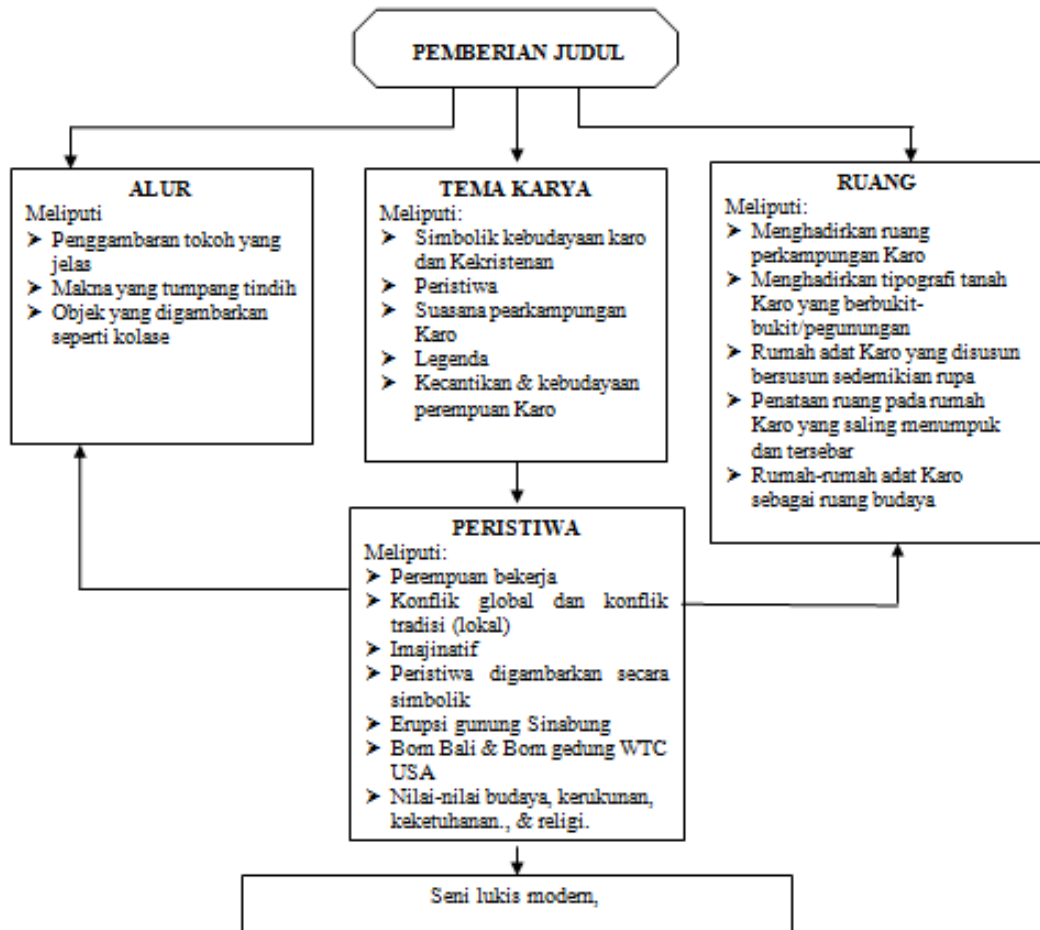 PEMBERIAN JUDUL
ALUR
Meliputi
➤ Penggambaran tokoh yang
jelas
➤ Makna yang tumpang tindih
➤ Objek yang digambarkan
seperti kolase
TEMA KARYA
Meliputi:
➤ Simbolik kebudayaan karo
dan Kekristenan
➤ Peristiwa
➤ Suasana pearkampungan
Karo
➤ Legenda
➤ Kecantikan & kebudayaan
perempuan Karo
RUANG
Meliputi:
➤ Menghadirkan ruang
perkampungan Karo
➤ Menghadirkan tipografi tanah
Karo yang berbukit-
bukit/pegunungan
➤ Rumah adat Karo yang disusun
bersusun sedemikian rupa
➤ Penataan ruang pada rumah
Karo yang saling menumpuk
dan tersebar
➤ Rumah-rumah adat Karo
sebagai ruang budaya
PERISTIWA
Meliputi:
➤ Perempuan bekerja
➤ Konflik global dan konflik
tradisi (lokal)
➤ Imajinatif
➤ Peristiwa digambarkan secara
simbolik
➤ Erupsi gunung Sinabung
➤ Bom Bali & Bom gedung WTC
USA
➤ Nilai-nilai budaya, kerukunan,
keketuhanan., & religi.
Seni lukis modern,